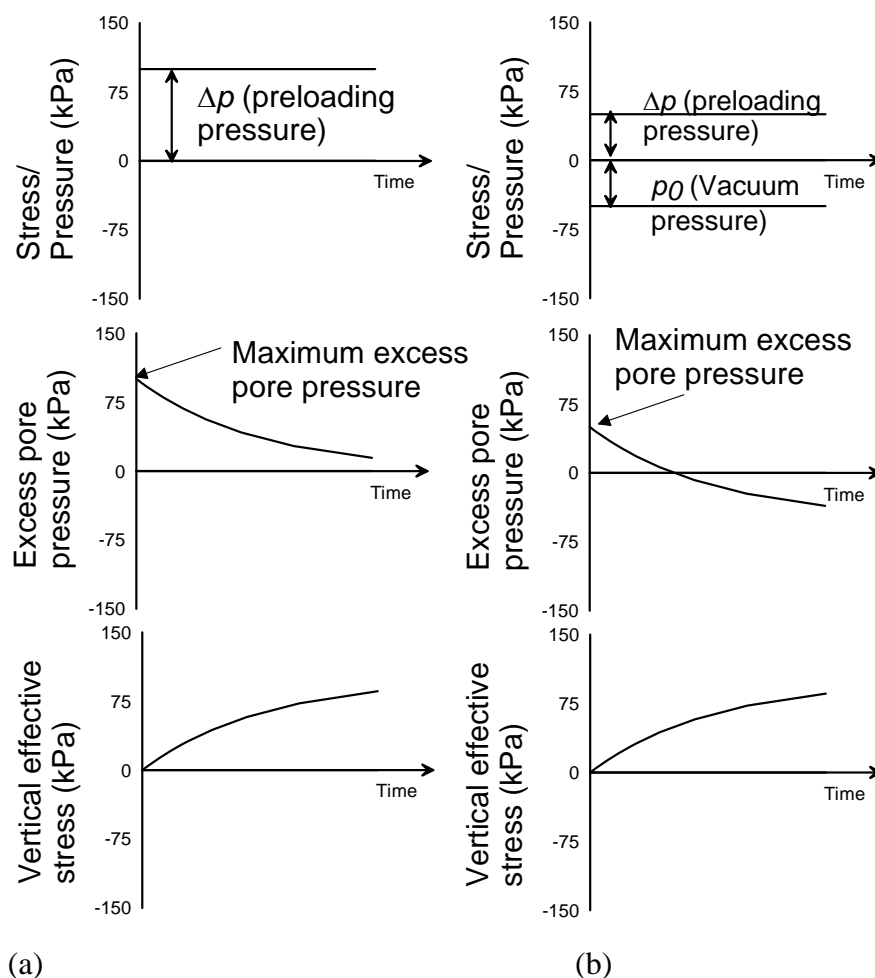 150
75
0
-75
-150
Stress/
Pressure (kPa)
Δp (preloading
pressure)
Time
150
75
0
-75
-150
Stress/
Pressure (kPa)
Δp (preloading
pressure)
Time
p0 (Vacuum
pressure)
150
75
0
-75
-150
Excess pore
pressure (kPa)
Maximum excess
pore pressure
Time
150
75
0
-75
-150
Excess pore
pressure (kPa)
Maximum excess
pore pressure
Time
150
75
0
-75
-150
Vertical effective
stress (kPa)
Time
150
75
0
-75
-150
Vertical effective
stress (kPa)
Time
(a)
(b)